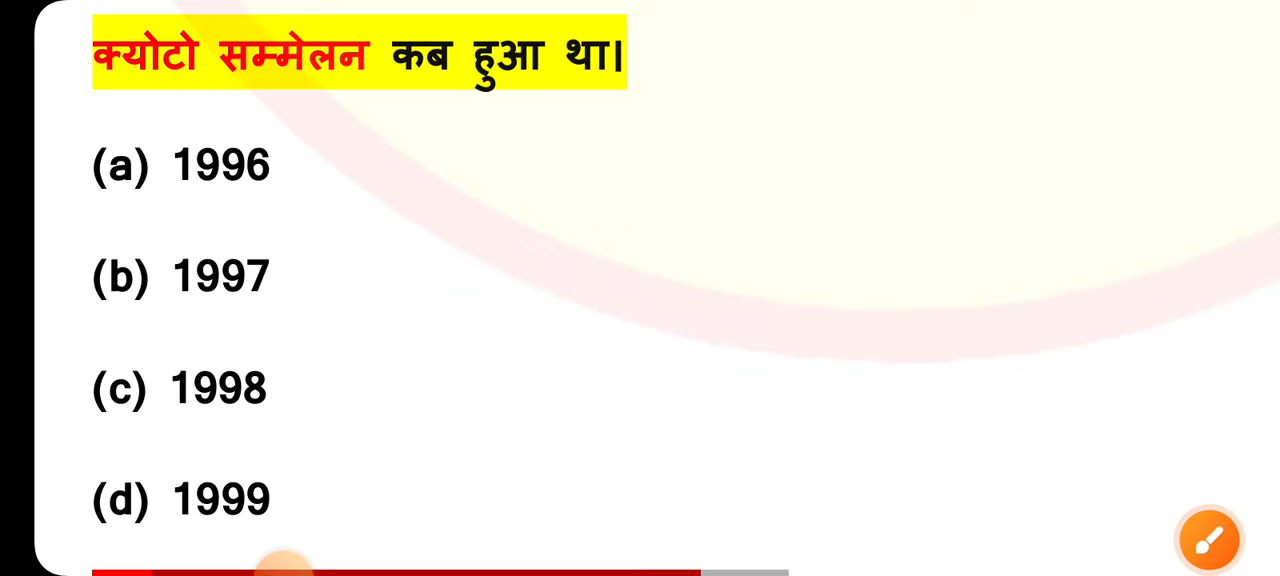 क्योटो सम्मेलन कब हुआ था।
(a) 1996
(b) 1997
(c) 1998
(d) 1999